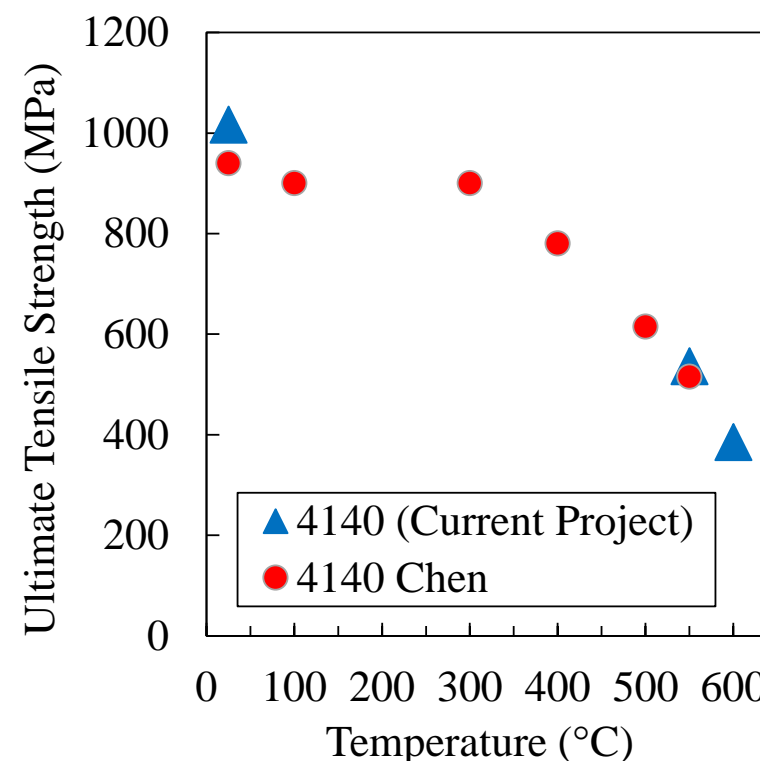 1200
1000
800
600
400
200
0
Ultimate Tensile Strength (MPa)
4140 (Current Project)
4140 Chen
0 100 200 300 400 500 600
Temperature (°C)